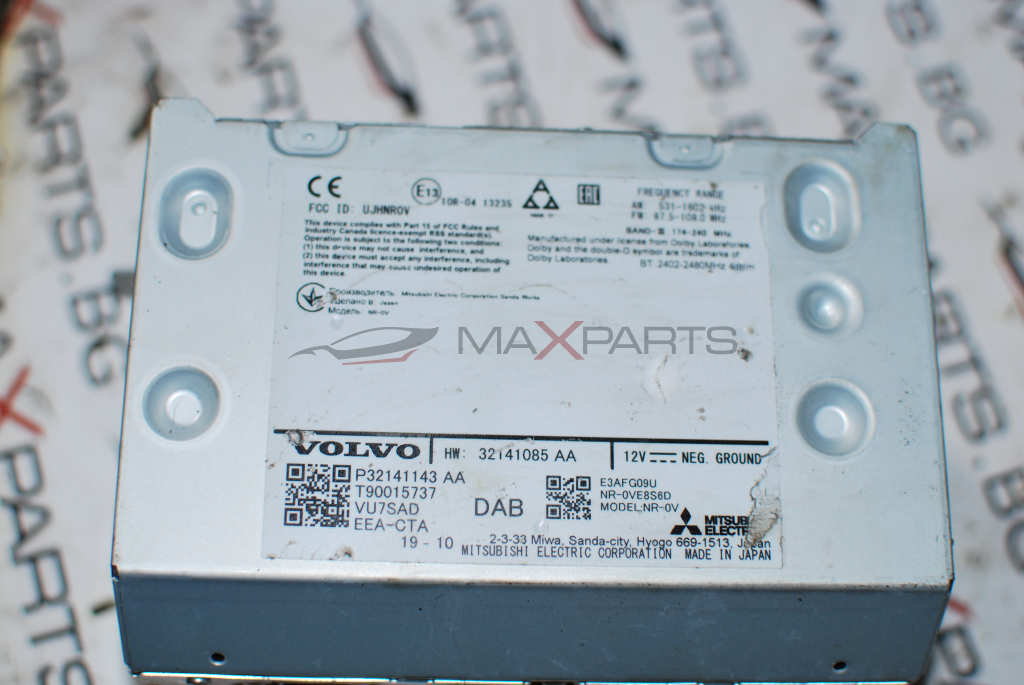 CE
E13
10R-04 13235
FCC ID: UJHNROV
This device complies with Part 15 of FCC Rules and
Industry Canada licence-exempt RSS standard(s).
Operation is subject to the following two conditions:
(1) this device may not cause interference, and
(2) this device must accept any interference, including
interference that may cause undesired operation of
this device.
EAC
FREQUENCY RANGE
AM: 531-1602 kHz
FM: 87.5-108.0 MHz
BAND-III 174-240 MHz
Manufactured under license from Dolby Laboratories.
Dolby and the double-D symbol are trademarks of
Dolby Laboratories.
BT: 2402-2480MHz 4dBm
Производитель: Mitsubishi Electric Corporation Sanda Works
Сделано в: Japan
Модель: NR-0V
MAXPARTS
VOLVO
HW: 32141085 AA
12V NEG. GROUND
P32141143 AA
T90015737
VU7SAD
EEA-CTA
19-10
DAB
E3AFG09U
NR-0VE8S6D
MODEL:NR-0V
MITSUBI
ELECTRIC
2-3-33 Miwa, Sanda-city, Hyogo 669-1513, Japan
MITSUBISHI ELECTRIC CORPORATION MADE IN JAPAN